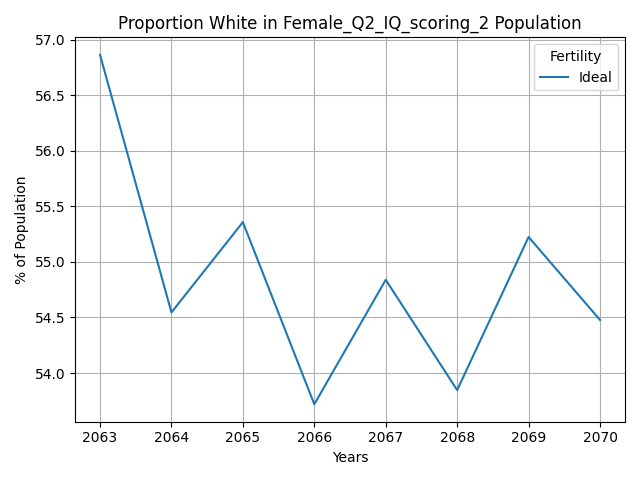 Proportion White in Female_Q2_IQ_scoring_2 Population
57.0
56.5
56.0
55.5
55.0
54.5
54.0
% of Population
Fertility
Ideal
2063 2064 2065 2066 2067 2068 2069 2070
Years